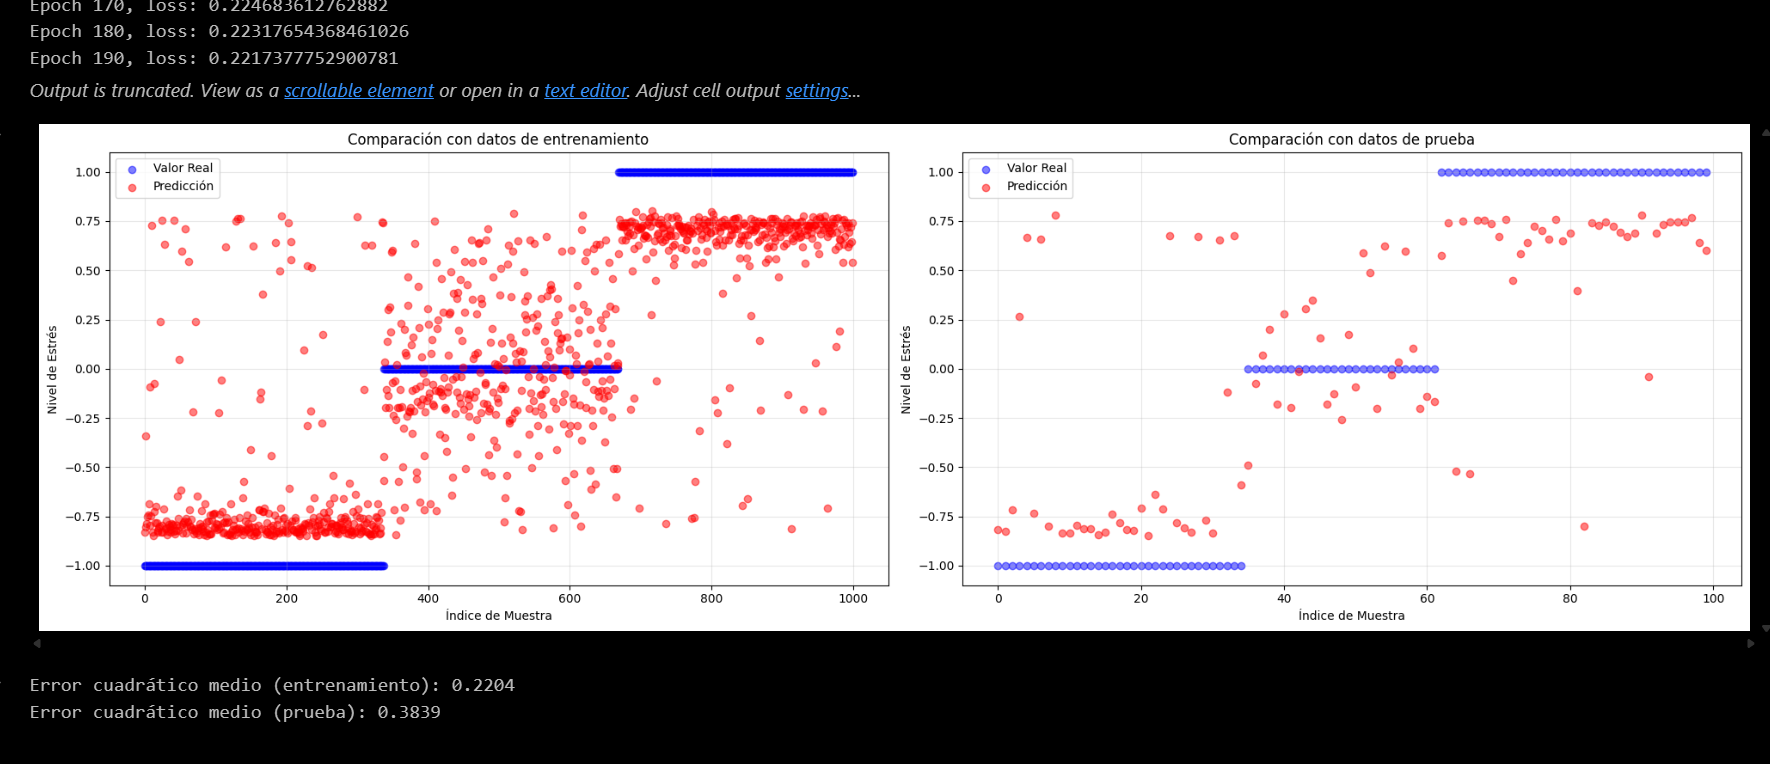 Epoch 170, loss: 0.224683612762882
Epoch 180, loss: 0.22317654368461026
Epoch 190, loss: 0.2217377752900781
Output is truncated. View as a scrollable element or open in a text editor. Adjust cell output settings...
Comparación con datos de entrenamiento
Valor Real
Predicción
1.00
0.75
0.50
0.25
0.00
−0.25
−0.50
−0.75
−1.00
Nivel de Estrés
0
200
400
600
800
1000
Índice de Muestra
Comparación con datos de prueba
Valor Real
Predicción
1.00
0.75
0.50
0.25
0.00
−0.25
−0.50
−0.75
−1.00
Nivel de Estrés
0
20
40
60
80
100
Índice de Muestra
Error cuadrático medio (entrenamiento): 0.2204
Error cuadrático medio (prueba): 0.3839